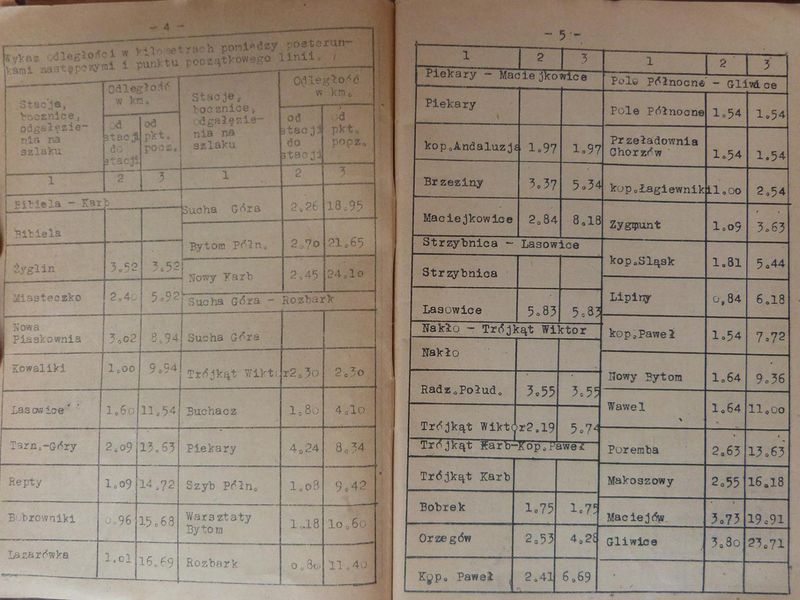 - 4 -
Wykaz odległości w kilometrach pomiędzy posterun-
kami następczymi i punktu początkowego linii.
Stacja,
bocznice,
odgałęzie-
nia na
szlaku
Odległość
w km.
od
stacji
do
stacji
od
pkt.
pocz.
Stacje,
bocznice,
odgałęzie-
nia na
szlaku
Odległość
w km.
od
stacji
do
stacji
od
pkt.
pocz.
1 2 3 1 2 3
Bibiela - Karb
Bibiela
Żyglin 3.52 3.52
Miasteczko 2.40 5.92
Nowa
Piaskownia 3.02 8.94
Kowaliki 1.00 9.94
Lasowice 1.60 11.54
Tarn.-Góry 2.09 13.63
Repty 1.09 14.72
Bobrowniki 0.96 15.68
Lazarówka 1.01 16.69
Sucha Góra 2.26 18.95
Bytom Półn. 2.70 21.65
Nowy Karb 2.45 24.10
Sucha Góra - Rozbark
Sucha Góra
Trójkąt Wiktor 2.30 2.30
Buchacz 1.80 4.10
Piekary 4.24 8.34
Szyb Półn. 1.08 9.42
Warsztaty
Bytom 1.18 10.60
Rozbark 0.80 11.40
- 5 -
1 2 3 1 2 3
Piekary - Maciejkowice
Piekary
kop.Andaluzja 1.97 1.97
Brzeziny 3.37 5.34
Maciejkowice 2.84 8.18
Strzybnica - Lasowice
Strzybnica
Lasowice 5.83 5.83
Nakło - Trójkąt Wiktor
Nakło
Radz.Połud. 3.55 3.55
Trójkąt Wiktor 2.19 5.74
Trójkąt Karb-Kop.Paweł
Trójkąt Karb
Bobrek 1.75 1.75
Orzegów 2.53 4.28
Kop. Paweł 2.41 6.69
Pole Północne - Gliwice
Pole Północne 1.54 1.54
Przeładownia
Chorzów 1.54 1.54
kop.Łagiewniki 1.00 2.54
Zygmunt 1.09 3.63
kop.Śląsk 1.81 5.44
Lipiny 0,84 6.18
kop.Paweł 1.54 7.72
Nowy Bytom 1.64 9.36
Wawel 1.64 11.00
Poremba 2.63 13.63
Makoszowy 2.55 16.18
Maciejów 3.73 19.91
Gliwice 3.80 23.71